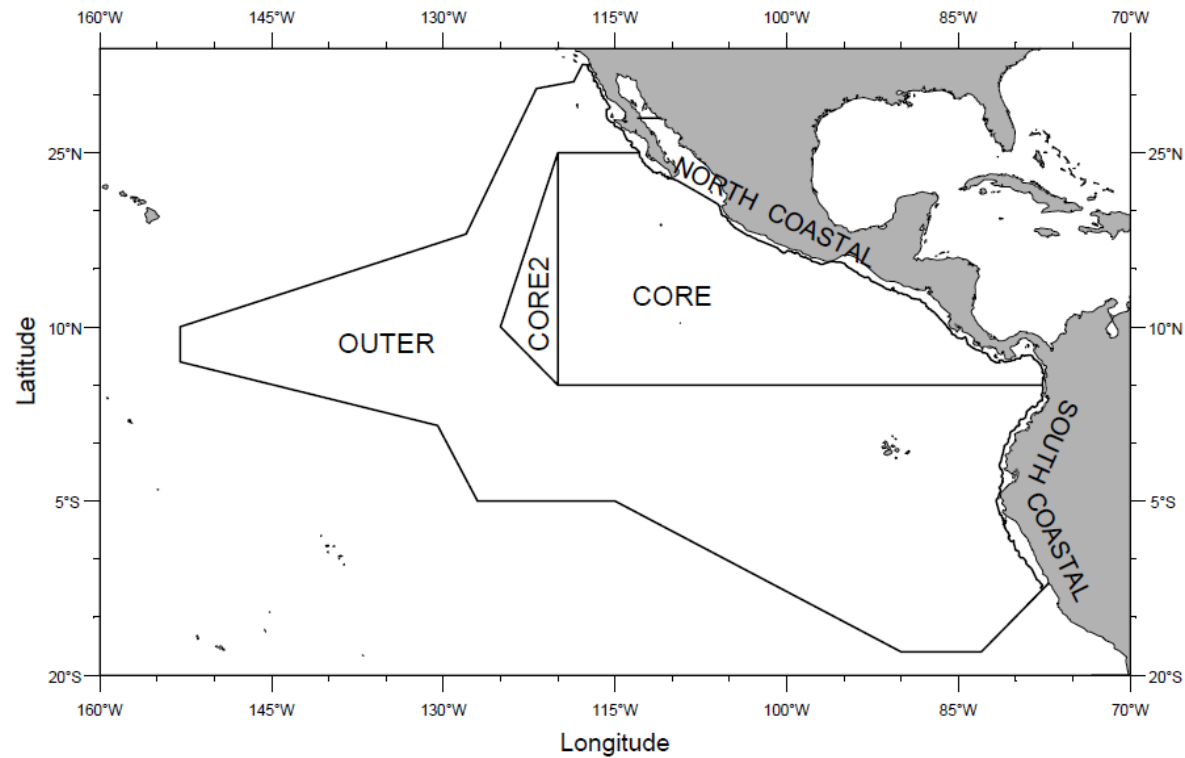 160°W 145°W 130°W 115°W 100°W 85°W 70°W
25°N 25°N
NORTH COASTAL
CORE2
CORE
10°N 10°N
OUTER
Latitude
SOUTH COASTAL
5°S 5°S
20°S 20°S
160°W 145°W 130°W 115°W 100°W 85°W 70°W
Longitude